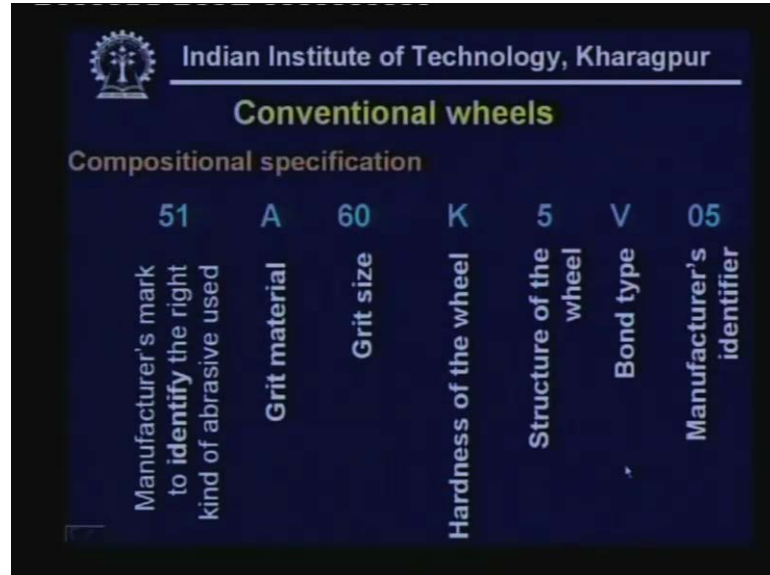 Indian Institute of Technology, Kharagpur
Conventional wheels
Compositional specification
51 A 60 K 5 V 05
Manufacturer's mark
to identify the right
kind of abrasive used
Grit material
Grit size
Hardness of the wheel
Structure of the
wheel
Bond type
Manufacturer's
identifier